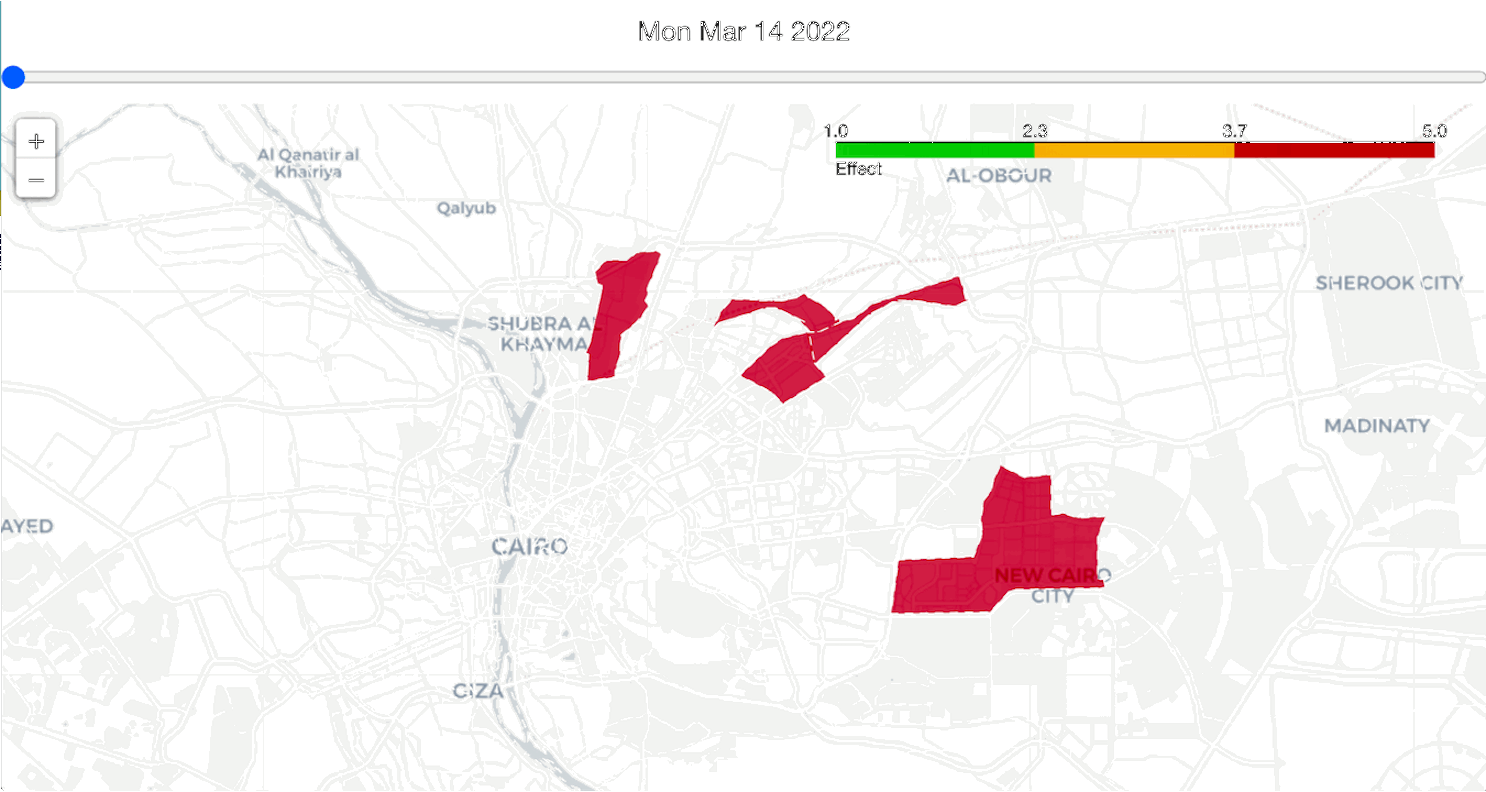 Mon Mar 14 2022
+
−
1.0 2.3 3.7 5.0
Effect
Al Qanatir al
Khairiya
AL-OBOUR
Qalyub
SHEROOK CITY
SHUBRA AL
KHAYMA
MADINATY
AYED
CAIRO
NEW CAIRO
CITY
GIZA